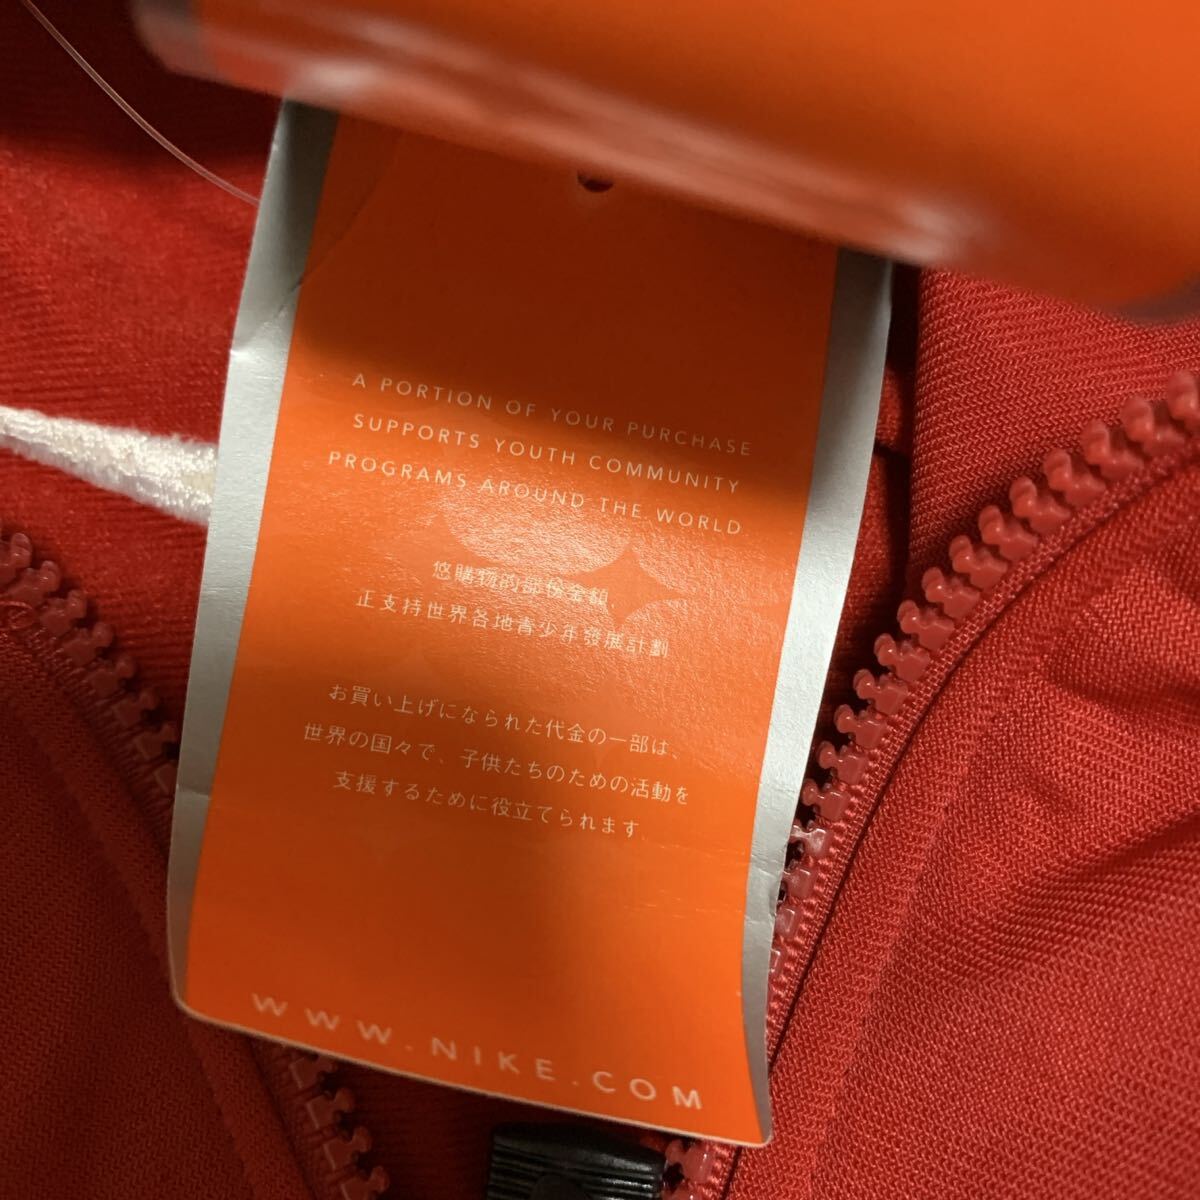 A PORTION OF YOUR PURCHASE
SUPPORTS YOUTH COMMUNITY
PROGRAMS AROUND THE WORLD
悠購物的部份金額,
正支持世界各地青少年發展計劃
お買い上げになられた代金の一部は、
世界の国々で、子供たちのための活動を
支援するために役立てられます.
WWW.NIKE.COM